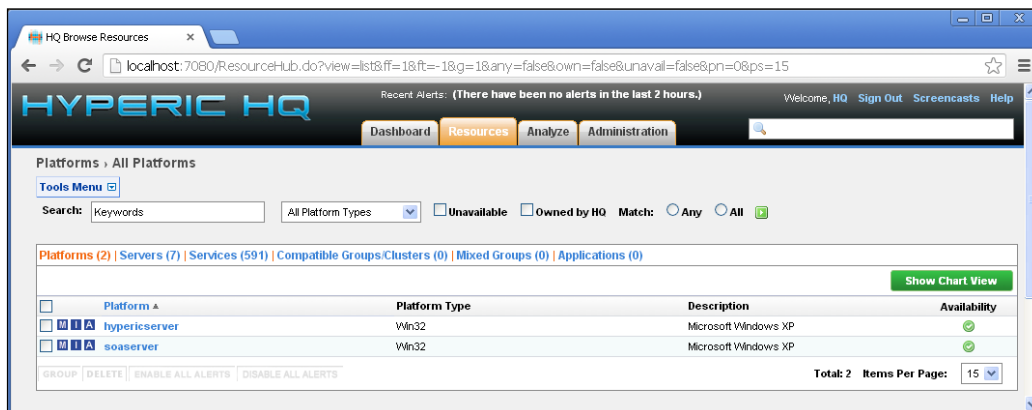 HQ Browse Resources
localhost:7080/ResourceHub.do?view=list&ff=1&ft=-1&g=1&any=false&own=false&unavail=false&pn=0&ps=15
HYPERIC HQ
Recent Alerts: (There have been no alerts in the last 2 hours.)
Welcome, HQ Sign Out Screencasts Help
Dashboard Resources Analyze Administration
Platforms › All Platforms
Tools Menu
Search: Keywords All Platform Types Unavailable Owned by HQ Match: Any All
Platforms (2) | Servers (7) | Services (591) | Compatible Groups/Clusters (0) | Mixed Groups (0) | Applications (0)
Show Chart View
Platform Platform Type Description Availability
M I A hypericserver Win32 Microsoft Windows XP
M I A soaserver Win32 Microsoft Windows XP
GROUP DELETE ENABLE ALL ALERTS DISABLE ALL ALERTS Total: 2 Items Per Page: 15